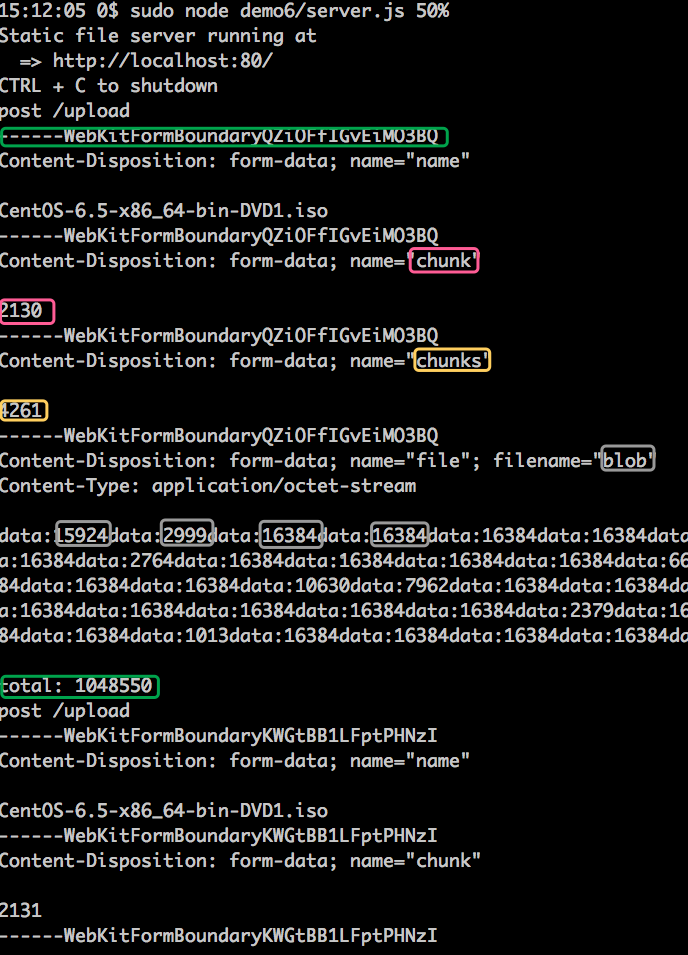 15:12:05 0$ sudo node demo6/server.js 50%
Static file server running at
=> http://localhost:80/
CTRL + C to shutdown
post /upload
------WebKitFormBoundaryQZiOFfIGvEiMO3BQ
Content-Disposition: form-data; name="name"
CentOS-6.5-x86_64-bin-DVD1.iso
------WebKitFormBoundaryQZiOFfIGvEiMO3BQ
Content-Disposition: form-data; name="chunk"
2130
------WebKitFormBoundaryQZiOFfIGvEiMO3BQ
Content-Disposition: form-data; name="chunks"
4261
------WebKitFormBoundaryQZiOFfIGvEiMO3BQ
Content-Disposition: form-data; name="file"; filename="blob"
Content-Type: application/octet-stream
data:15924data:2999data:16384data:16384data:16384data:16384data
a:16384data:2764data:16384data:16384data:16384data:16384data:66
84data:16384data:16384data:10630data:7962data:16384data:16384da
a:16384data:16384data:16384data:16384data:16384data:2379data:16
84data:16384data:1013data:16384data:16384data:16384data:16384da
total: 1048550
post /upload
------WebKitFormBoundaryKWGtBB1LFptPHNzI
Content-Disposition: form-data; name="name"
CentOS-6.5-x86_64-bin-DVD1.iso
------WebKitFormBoundaryKWGtBB1LFptPHNzI
Content-Disposition: form-data; name="chunk"
2131
------WebKitFormBoundaryKWGtBB1LFptPHNzI